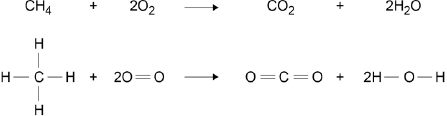 CH₄ + 2O₂ → CO₂ + 2H₂O
H
H — C — H + 2O = O → O = C = O + 2H — O — H
H